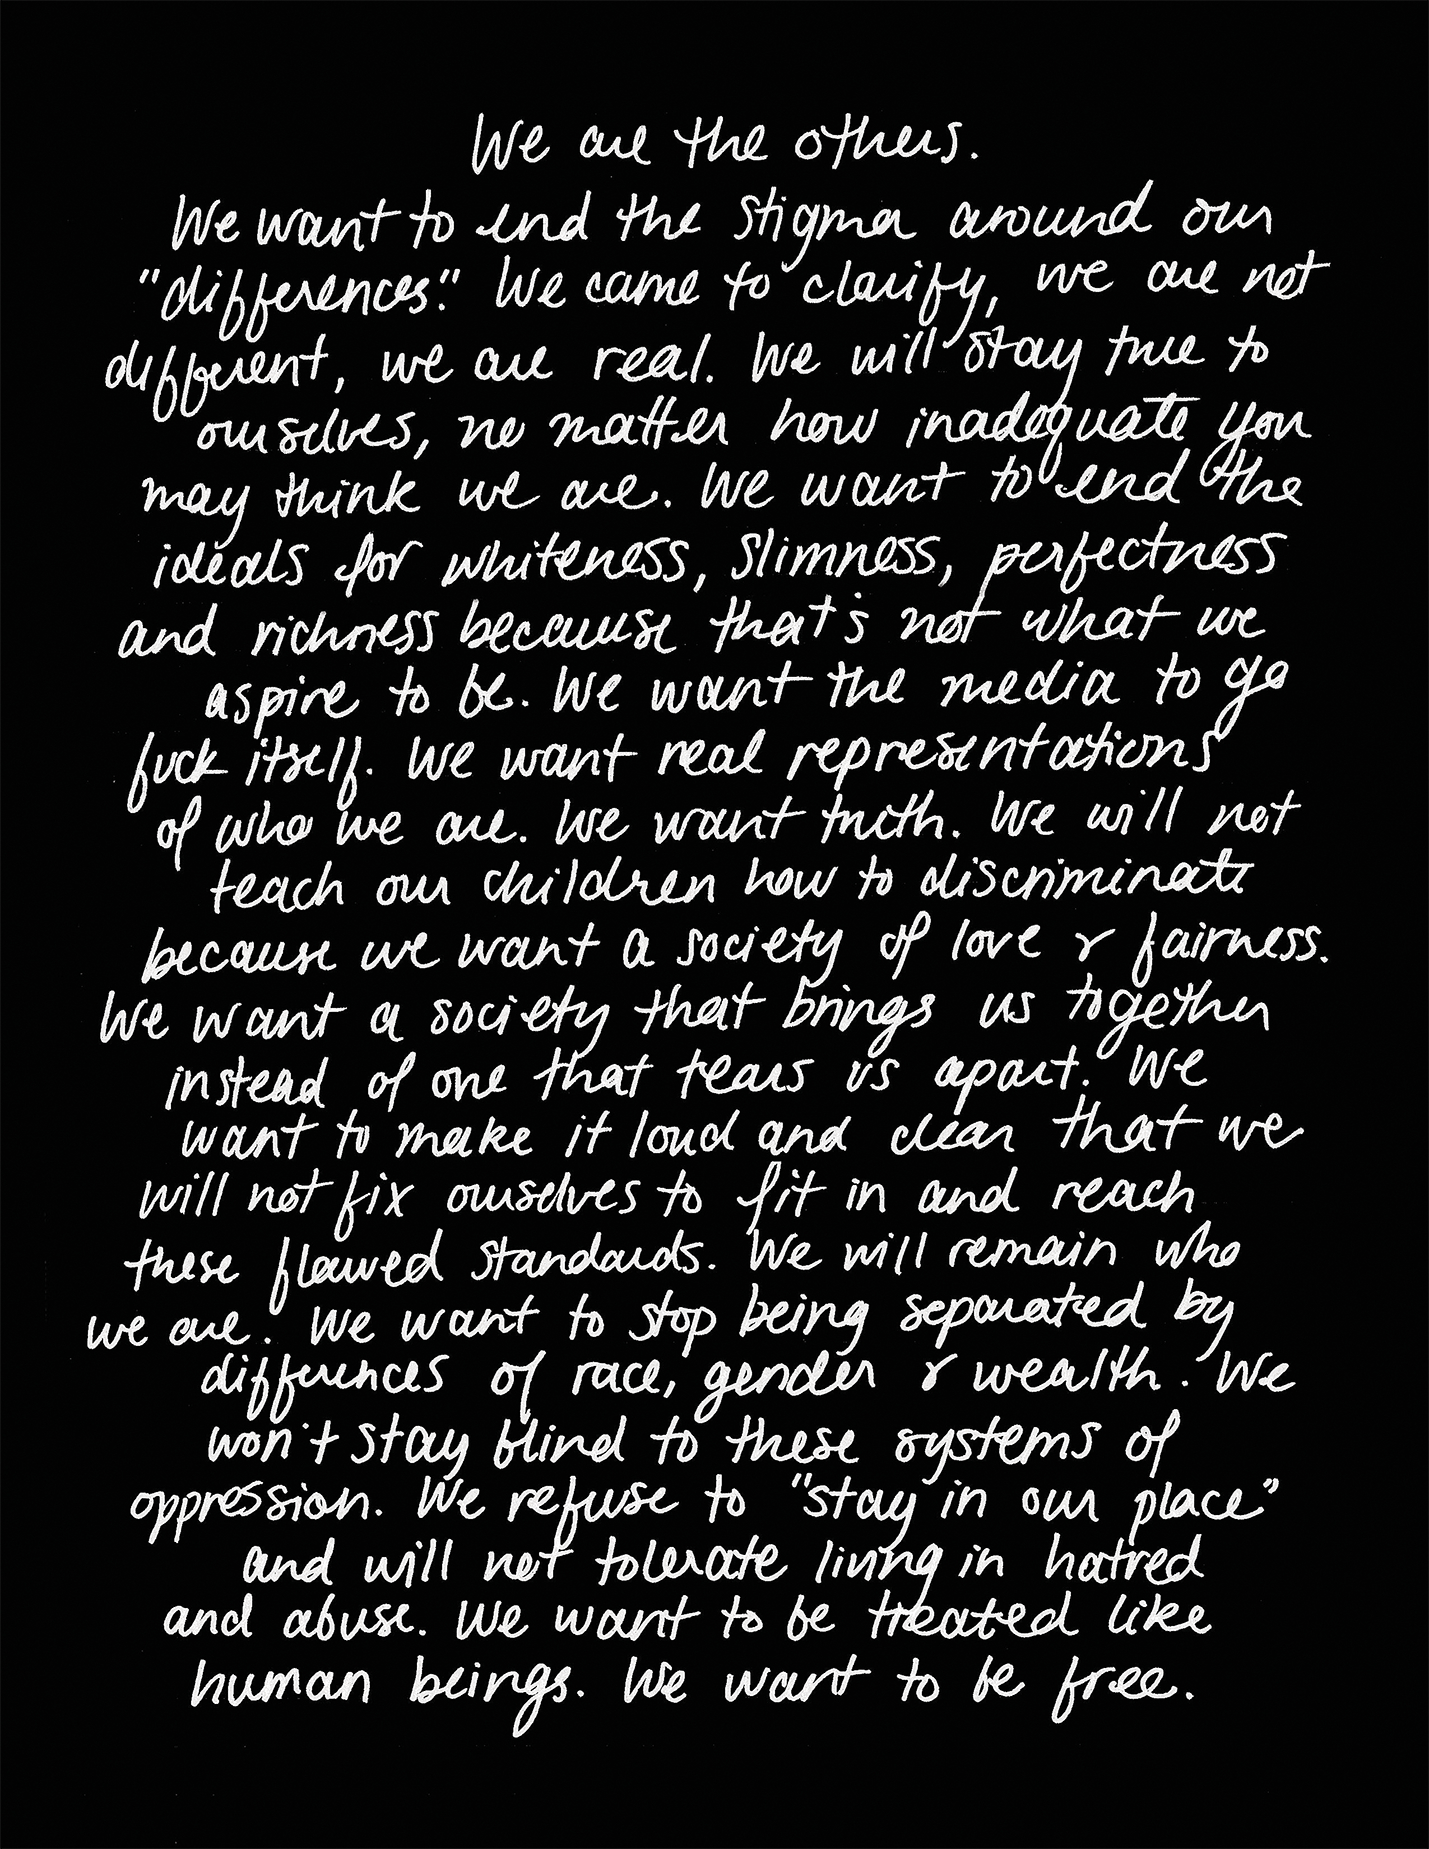 We are the others.
We want to end the stigma around our
"differences." We came to clarify, we are not
different, we are real. We will stay true to
ourselves, no matter how inadequate you
may think we are. We want to end the
ideals for whiteness, slimness, perfectness
and richness because that's not what we
aspire to be. We want the media to go
fuck itself. We want real representations
of who we are. We want truth. We will not
teach our children how to discriminate
because we want a society of love & fairness.
We want a society that brings us together
instead of one that tears us apart. We
want to make it loud and clear that we
will not fix ourselves to fit in and reach
these flawed standards. We will remain who
we are. We want to stop being separated by
differences of race, gender & wealth. We
won't stay blind to these systems of
oppression. We refuse to "stay in our place"
and will not tolerate living in hatred
and abuse. We want to be treated like
human beings. We want to be free.